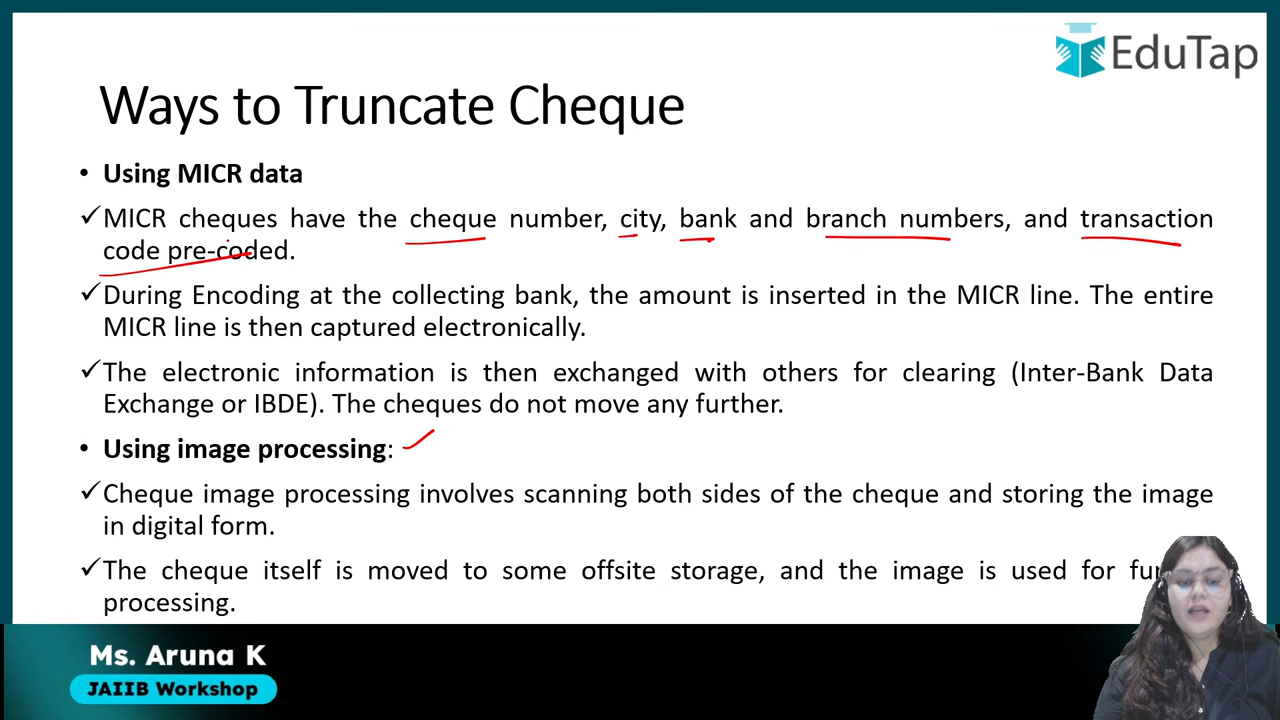 EduTap
Ways to Truncate Cheque
• Using MICR data
✓MICR cheques have the cheque number, city, bank and branch numbers, and transaction
code pre-coded.
✓During Encoding at the collecting bank, the amount is inserted in the MICR line. The entire
MICR line is then captured electronically.
✓The electronic information is then exchanged with others for clearing (Inter-Bank Data
Exchange or IBDE). The cheques do not move any further.
• Using image processing:
✓Cheque image processing involves scanning both sides of the cheque and storing the image
in digital form.
✓The cheque itself is moved to some offsite storage, and the image is used for
processing.
Ms. Aruna K
JAIIB Workshop